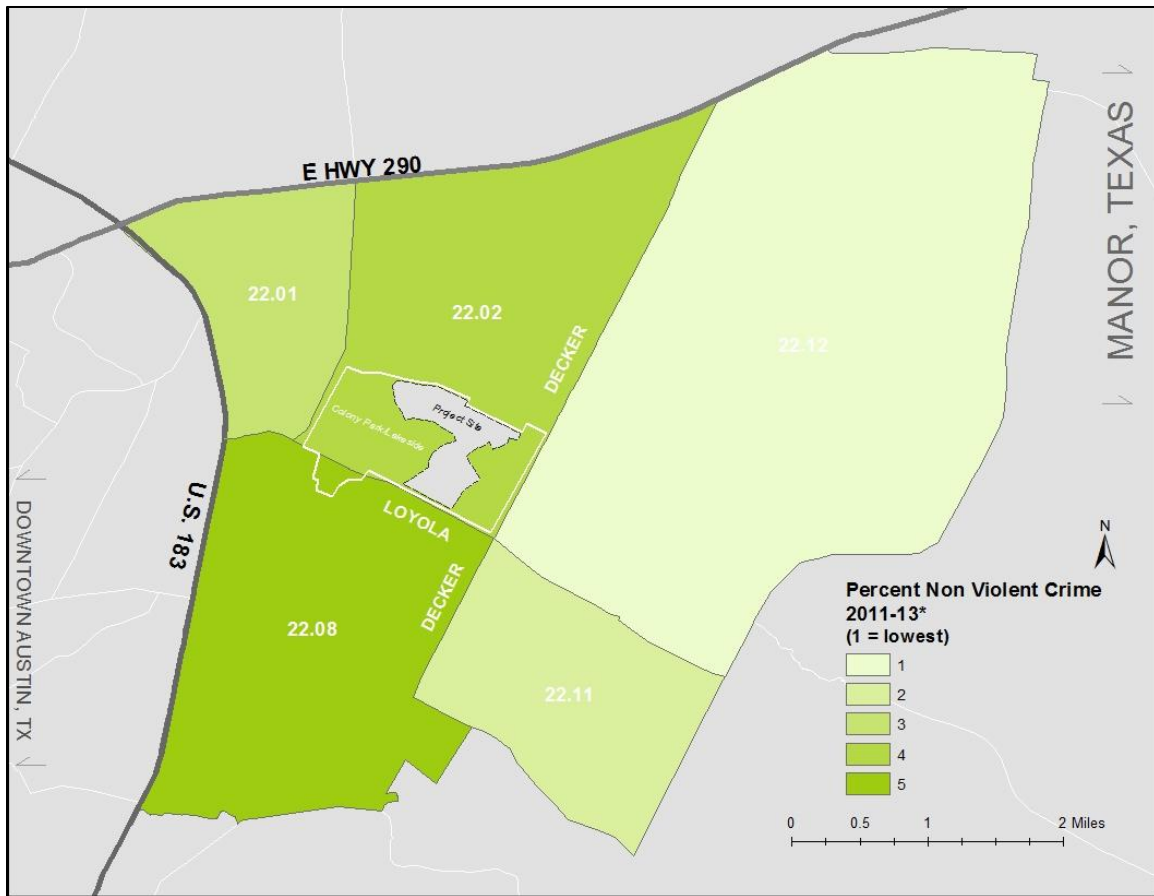 E HWY 290
MANOR, TEXAS
22.01
22.02
22.12
DECKER
Project Site
Colony Park/Lakeside
LOYOLA
U.S. 183
DOWNTOWN AUSTIN, TX
DECKER
22.08
22.11
N
Percent Non Violent Crime
2011-13*
(1 = lowest)
1
2
3
4
5
0 0.5 1 2 Miles